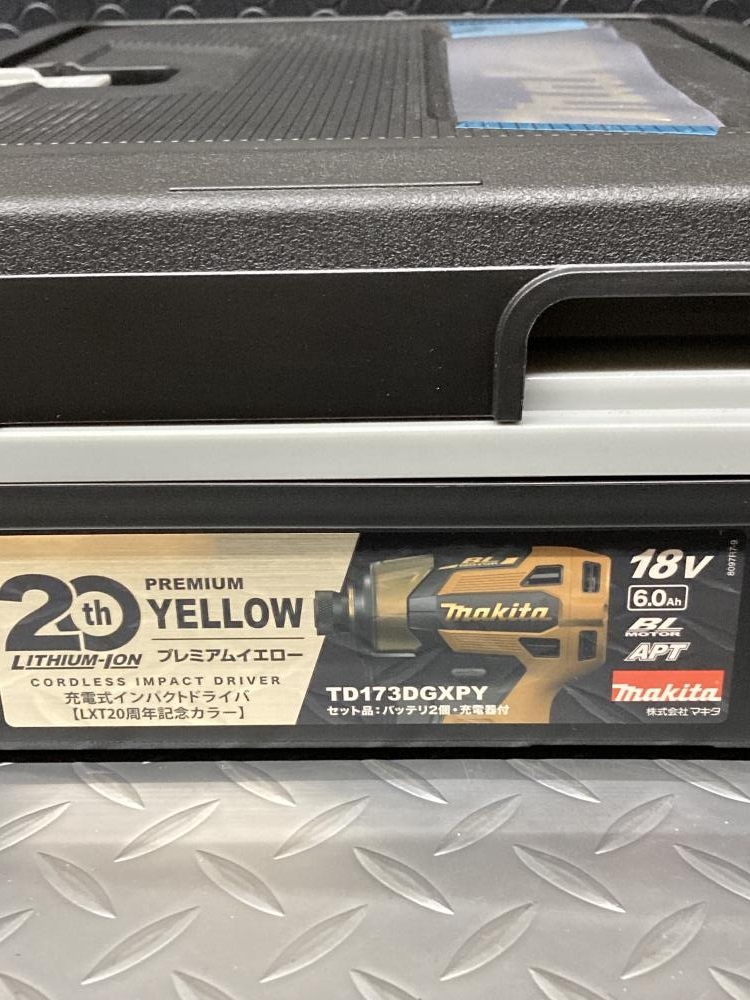 20th
LITHIUM-ION
PREMIUM
YELLOW
プレミアムイエロー
CORDLESS IMPACT DRIVER
充電式インパクトドライバ
【LXT20周年記念カラー】
BL
MOTOR
makita
TD173DGXPY
セット品：バッテリ2個・充電器付
18V
6.0Ah
BL
MOTOR
APT
makita
株式会社マキタ